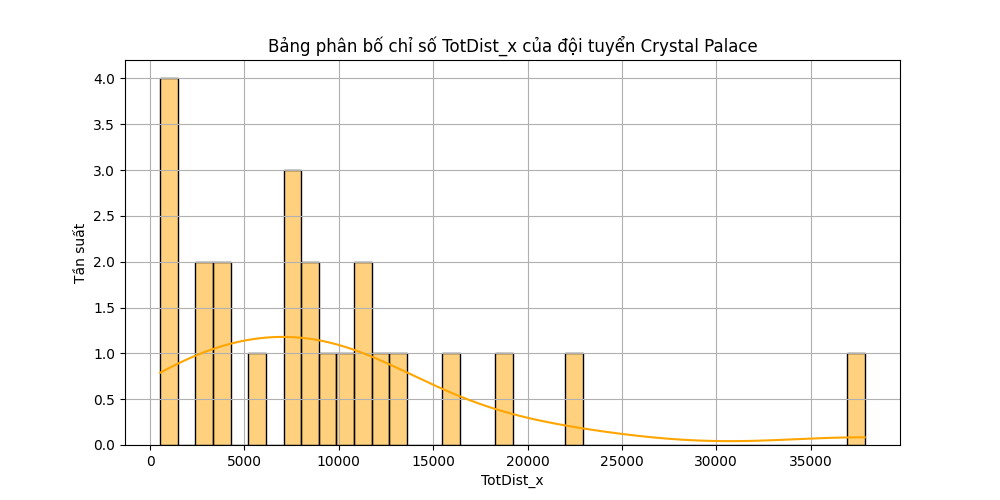 Bảng phân bố chỉ số TotDist_x của đội tuyển Crystal Palace
Tần suất
4.0
3.5
3.0
2.5
2.0
1.5
1.0
0.5
0.0
0 5000 10000 15000 20000 25000 30000 35000
TotDist_x